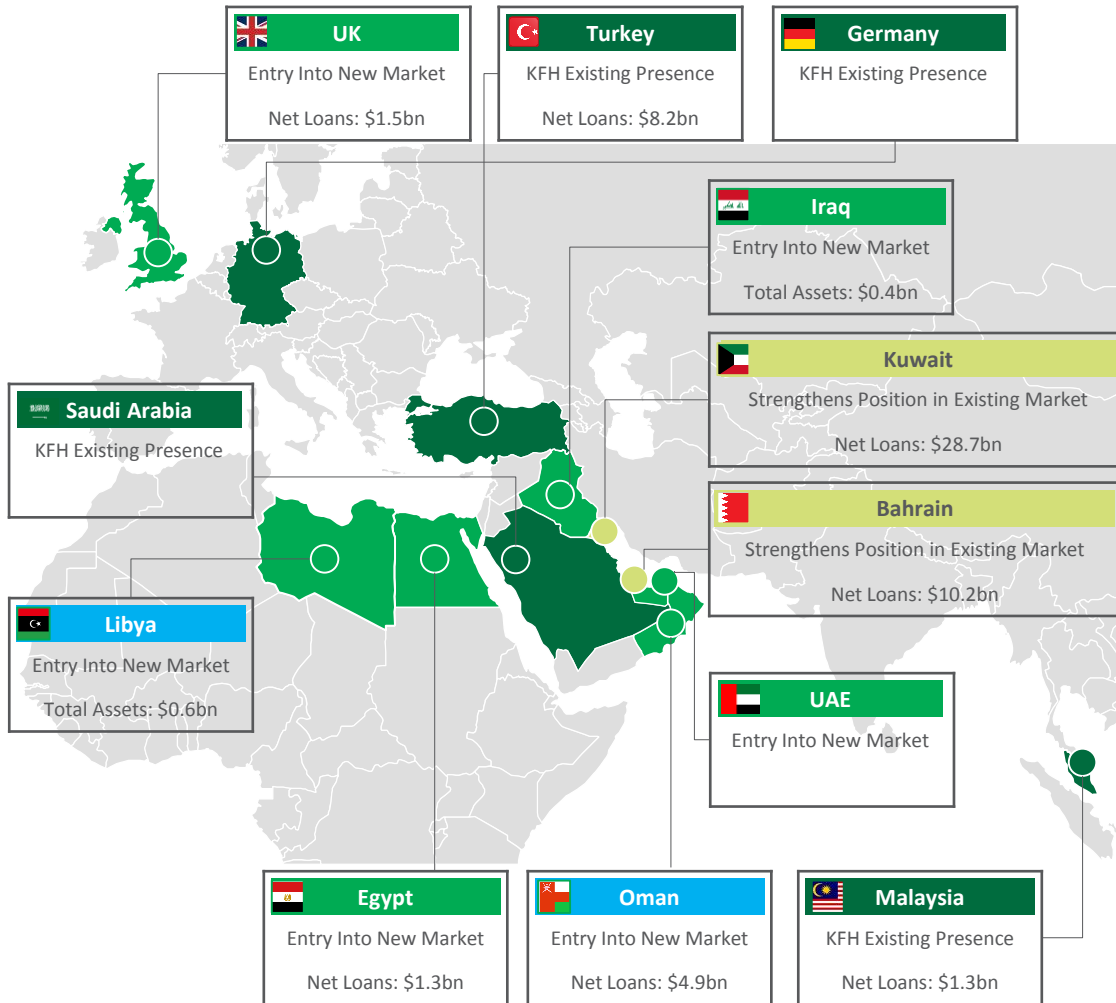 UK
Entry Into New Market
Net Loans: $1.5bn
Turkey
KFH Existing Presence
Net Loans: $8.2bn
Germany
KFH Existing Presence
Iraq
Entry Into New Market
Total Assets: $0.4bn
Kuwait
Strengthens Position in Existing Market
Net Loans: $28.7bn
Saudi Arabia
KFH Existing Presence
Bahrain
Strengthens Position in Existing Market
Net Loans: $10.2bn
Libya
Entry Into New Market
Total Assets: $0.6bn
UAE
Entry Into New Market
Egypt
Entry Into New Market
Net Loans: $1.3bn
Oman
Entry Into New Market
Net Loans: $4.9bn
Malaysia
KFH Existing Presence
Net Loans: $1.3bn